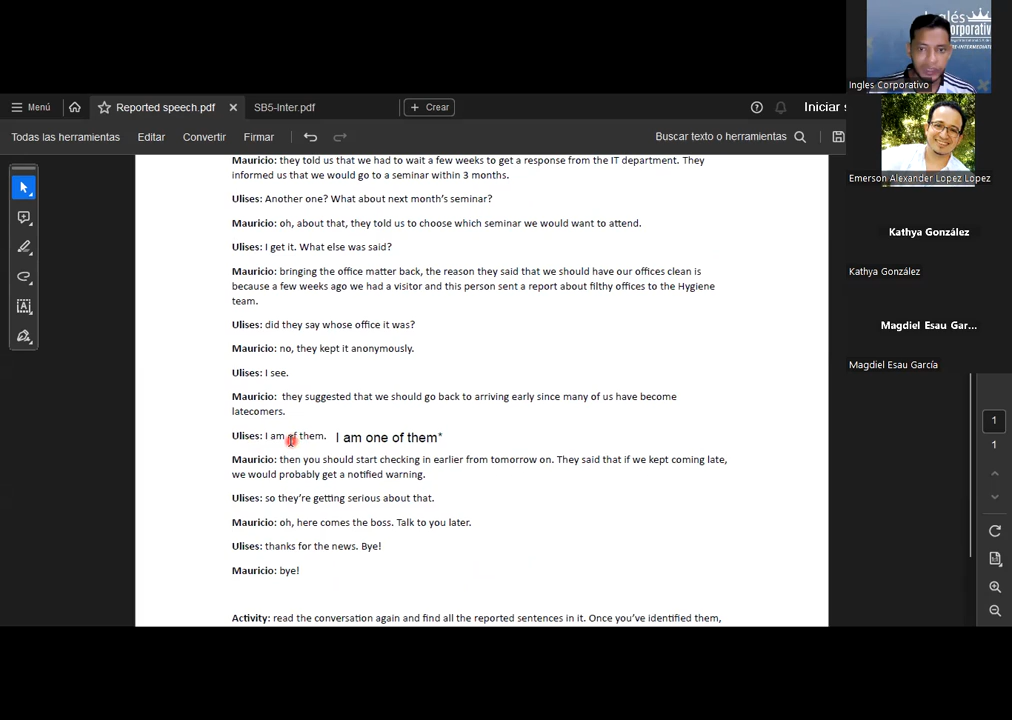 Inglés
Corporativo
PRE-INTERMEDIATE
Ingles Corporativo
Menú
Reported speech.pdf
SB5-Inter.pdf
Crear
Iniciar s
Todas las herramientas
Editar
Convertir
Firmar
Buscar texto o herramientas
Emerson Alexander Lopez López
Kathya González
Kathya González
Magdiel Esau Gar...
Magdiel Esau García
Mauricio: they told us that we had to wait a few weeks to get a response from the IT department. They
informed us that we would go to a seminar within 3 months.
Ulises: Another one? What about next month's seminar?
Mauricio: oh, about that, they told us to choose which seminar we would want to attend.
Ulises: I get it. What else was said?
Mauricio: bringing the office matter back, the reason they said that we should have our offices clean is
because a few weeks ago we had a visitor and this person sent a report about filthy offices to the Hygiene
team.
Ulises: did they say whose office it was?
Mauricio: no, they kept it anonymously.
Ulises: I see.
Mauricio: they suggested that we should go back to arriving early since many of us have become
latecomers.
Ulises: I am of them. I am one of them*
Mauricio: then you should start checking in earlier from tomorrow on. They said that if we kept coming late,
we would probably get a notified warning.
Ulises: so they're getting serious about that.
Mauricio: oh, here comes the boss. Talk to you later.
Ulises: thanks for the news. Bye!
Mauricio: bye!
Activity: read the conversation again and find all the reported sentences in it. Once you've identified them,
1
1